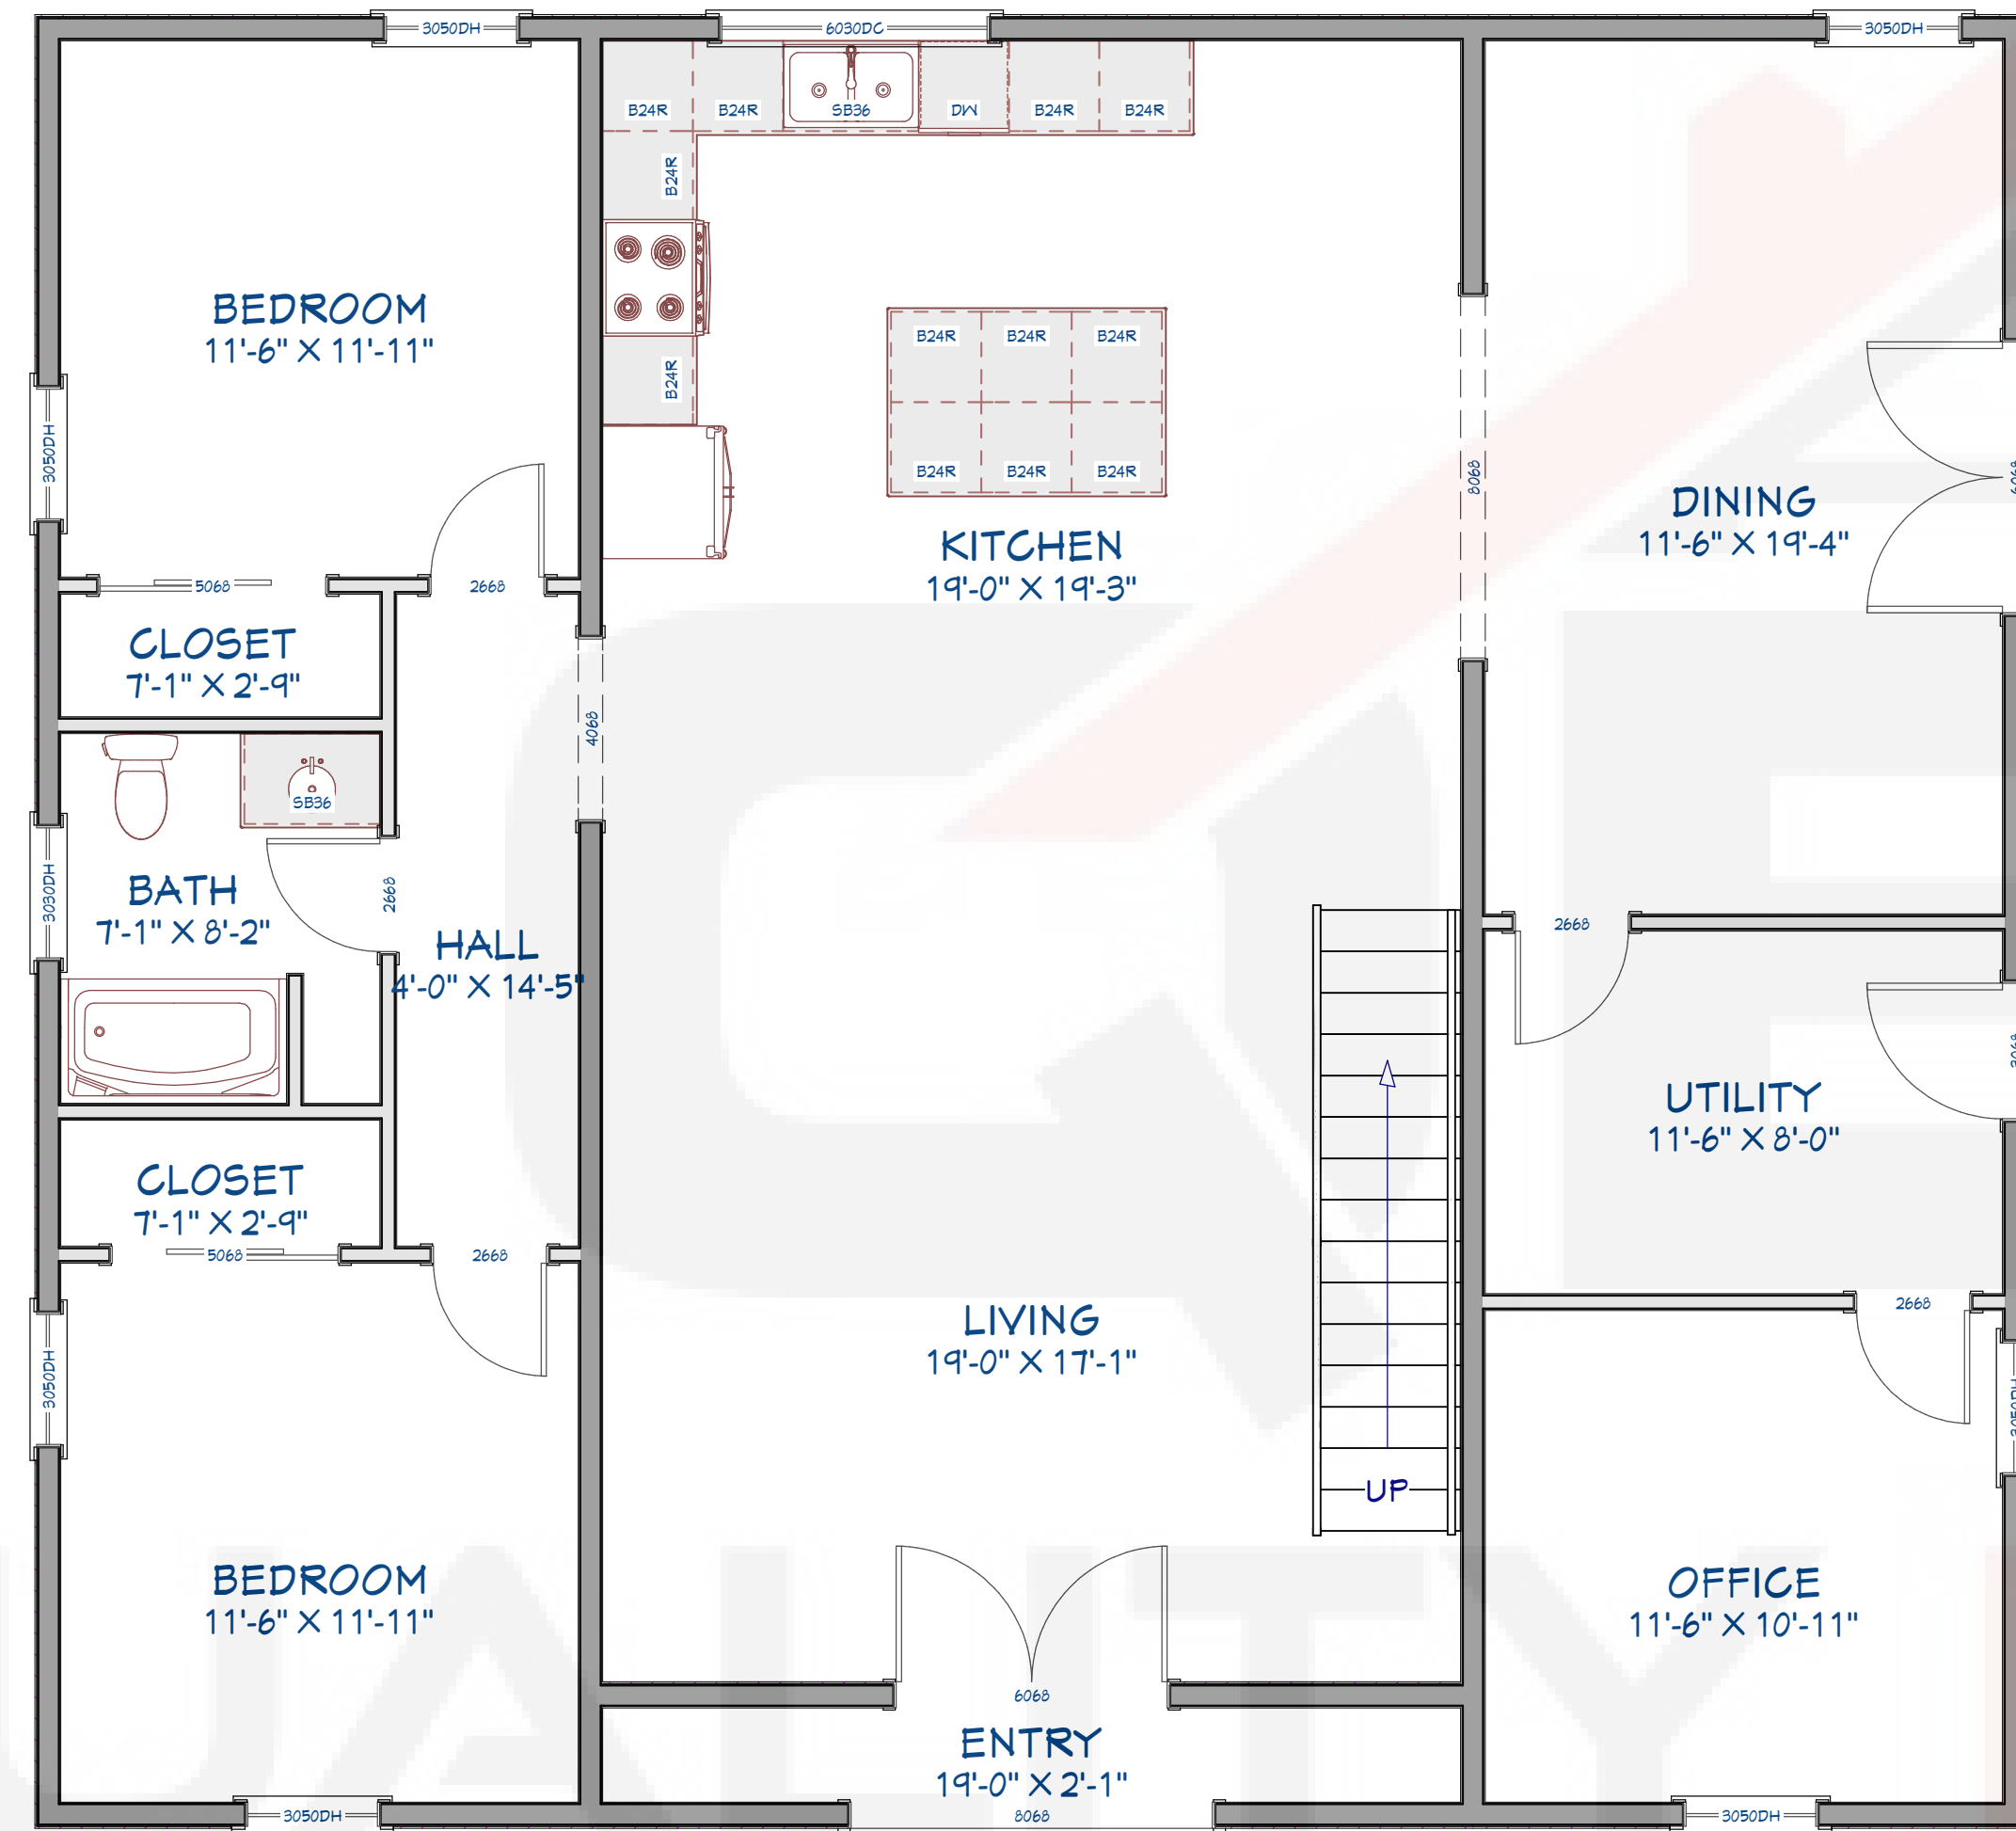 3050DH
6030DC
3050DH
B24R
B24R
SB36
DW
B24R
B24R
B24R
B24R
BEDROOM
11'-6" X 11'-11"
B24R
B24R
B24R
B24R
B24R
B24R
3050DH
8068
DINING
11'-6" X 19'-4"
KITCHEN
19'-0" X 19'-3"
5068
2668
CLOSET
7'-1" X 2'-9"
4068
SB36
BATH
7'-1" X 8'-2"
3030DH
2668
HALL
4'-0" X 14'-5"
2668
UTILITY
11'-6" X 8'-0"
CLOSET
7'-1" X 2'-9"
5068
2668
2668
LIVING
19'-0" X 17'-1"
3050DH
3050DH
UP
BEDROOM
11'-6" X 11'-11"
OFFICE
11'-6" X 10'-11"
6068
ENTRY
19'-0" X 2'-1"
3050DH
8068
3050DH